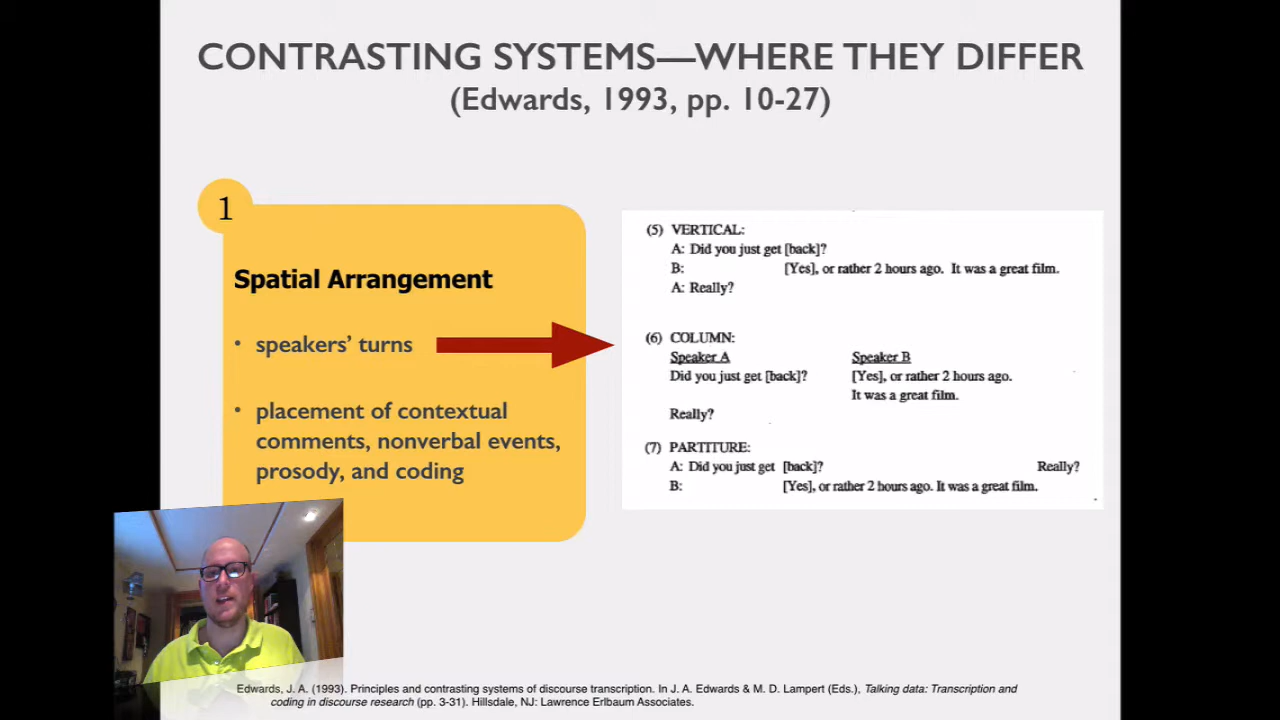 CONTRASTING SYSTEMS—WHERE THEY DIFFER
(Edwards, 1993, pp. 10-27)
1
Spatial Arrangement
• speakers’ turns
• placement of contextual
comments, nonverbal events,
prosody, and coding
(5) VERTICAL:
A: Did you just get [back]?
B: [Yes], or rather 2 hours ago. It was a great film.
A: Really?
(6) COLUMN:
Speaker A Speaker B
Did you just get [back]? [Yes], or rather 2 hours ago.
It was a great film.
Really?
(7) PARTITURE:
A: Did you just get [back]? Really?
B: [Yes], or rather 2 hours ago. It was a great film.
Edwards, J. A. (1993). Principles and contrasting systems of discourse transcription. In J. A. Edwards & M. D. Lampert (Eds.), Talking data: Transcription and
coding in discourse research (pp. 3-31). Hillsdale, NJ: Lawrence Erlbaum Associates.